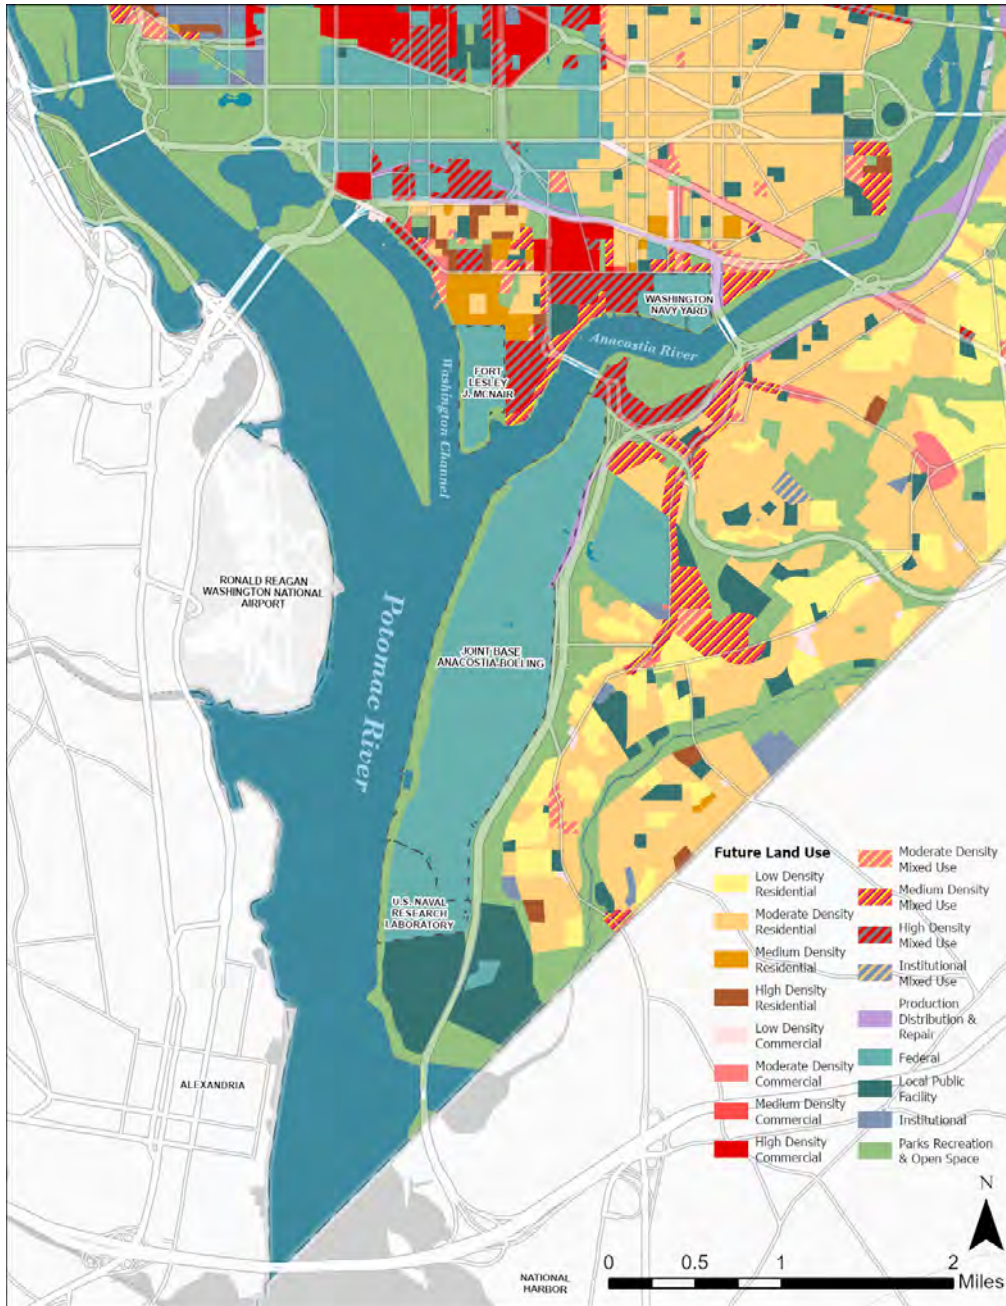 WASHINGTON
NAVY YARD
Anacostia River
FORT
LESLEY
J. MCNAIR
Washington Channel
RONALD REAGAN
WASHINGTON NATIONAL
AIRPORT
Potomac River
JOINT BASE
ANACOSTIA-BOLLING
U.S. NAVAL
RESEARCH
LABORATORY
ALEXANDRIA
NATIONAL
HARBOR
Future Land Use
Low Density
Residential
Moderate Density
Residential
Medium Density
Residential
High Density
Residential
Low Density
Commercial
Moderate Density
Commercial
Medium Density
Commercial
High Density
Commercial
Moderate Density
Mixed Use
Medium Density
Mixed Use
High Density
Mixed Use
Institutional
Mixed Use
Production
Distribution &
Repair
Federal
Local Public
Facility
Institutional
Parks Recreation
& Open Space
N
0 0.5 1 2
Miles